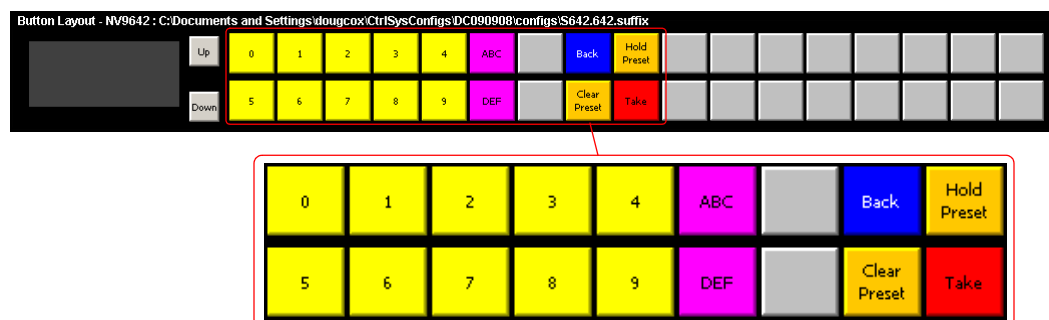 Button Layout - NV9642 : C:\Documents and Settings\dougcox\CtrlSysConfigs\DC090908\configs\S642.642.suffix
Up 0 1 2 3 4 ABC Back Hold Preset
Down 5 6 7 8 9 DEF Clear Preset Take
0 1 2 3 4 ABC Back Hold Preset
5 6 7 8 9 DEF Clear Preset Take